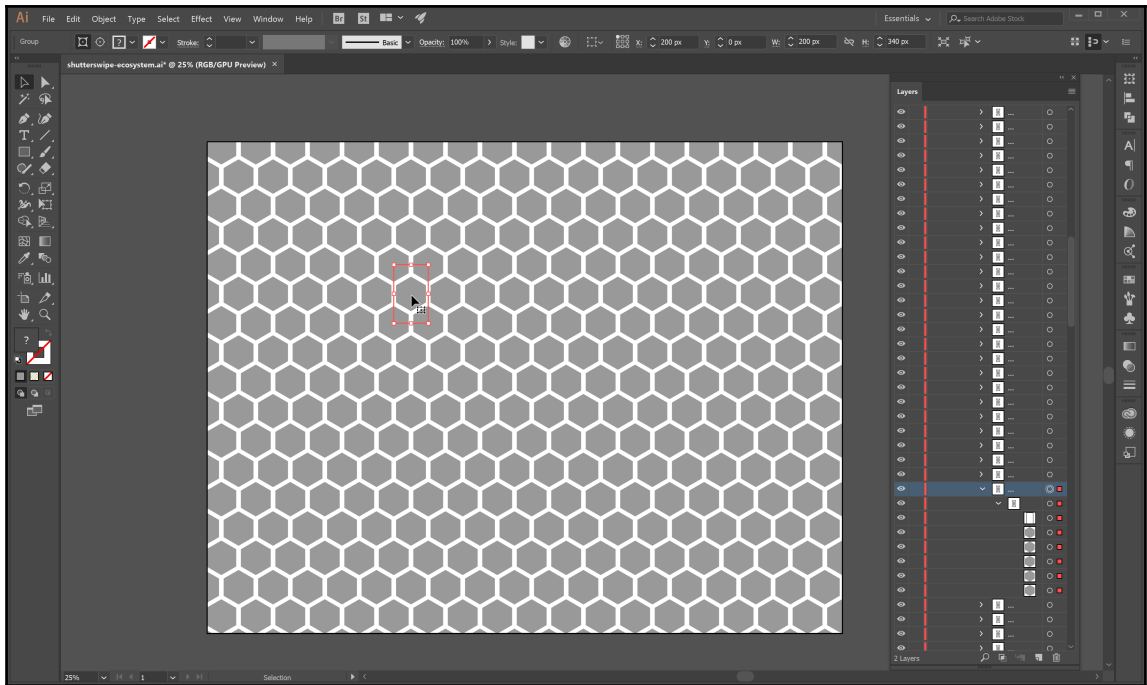 Ai File Edit Object Type Select Effect View Window Help Br St Essentials Search Adobe Stock
Group ? Stroke: Basic Opacity: 100% Style: X: 200 px Y: 0 px W: 200 px H: 340 px
shutterswipe-ecosystem.ai* @ 25% (RGB/GPU Preview) ×
Layers
?
2 Layers
25% 1 Selection